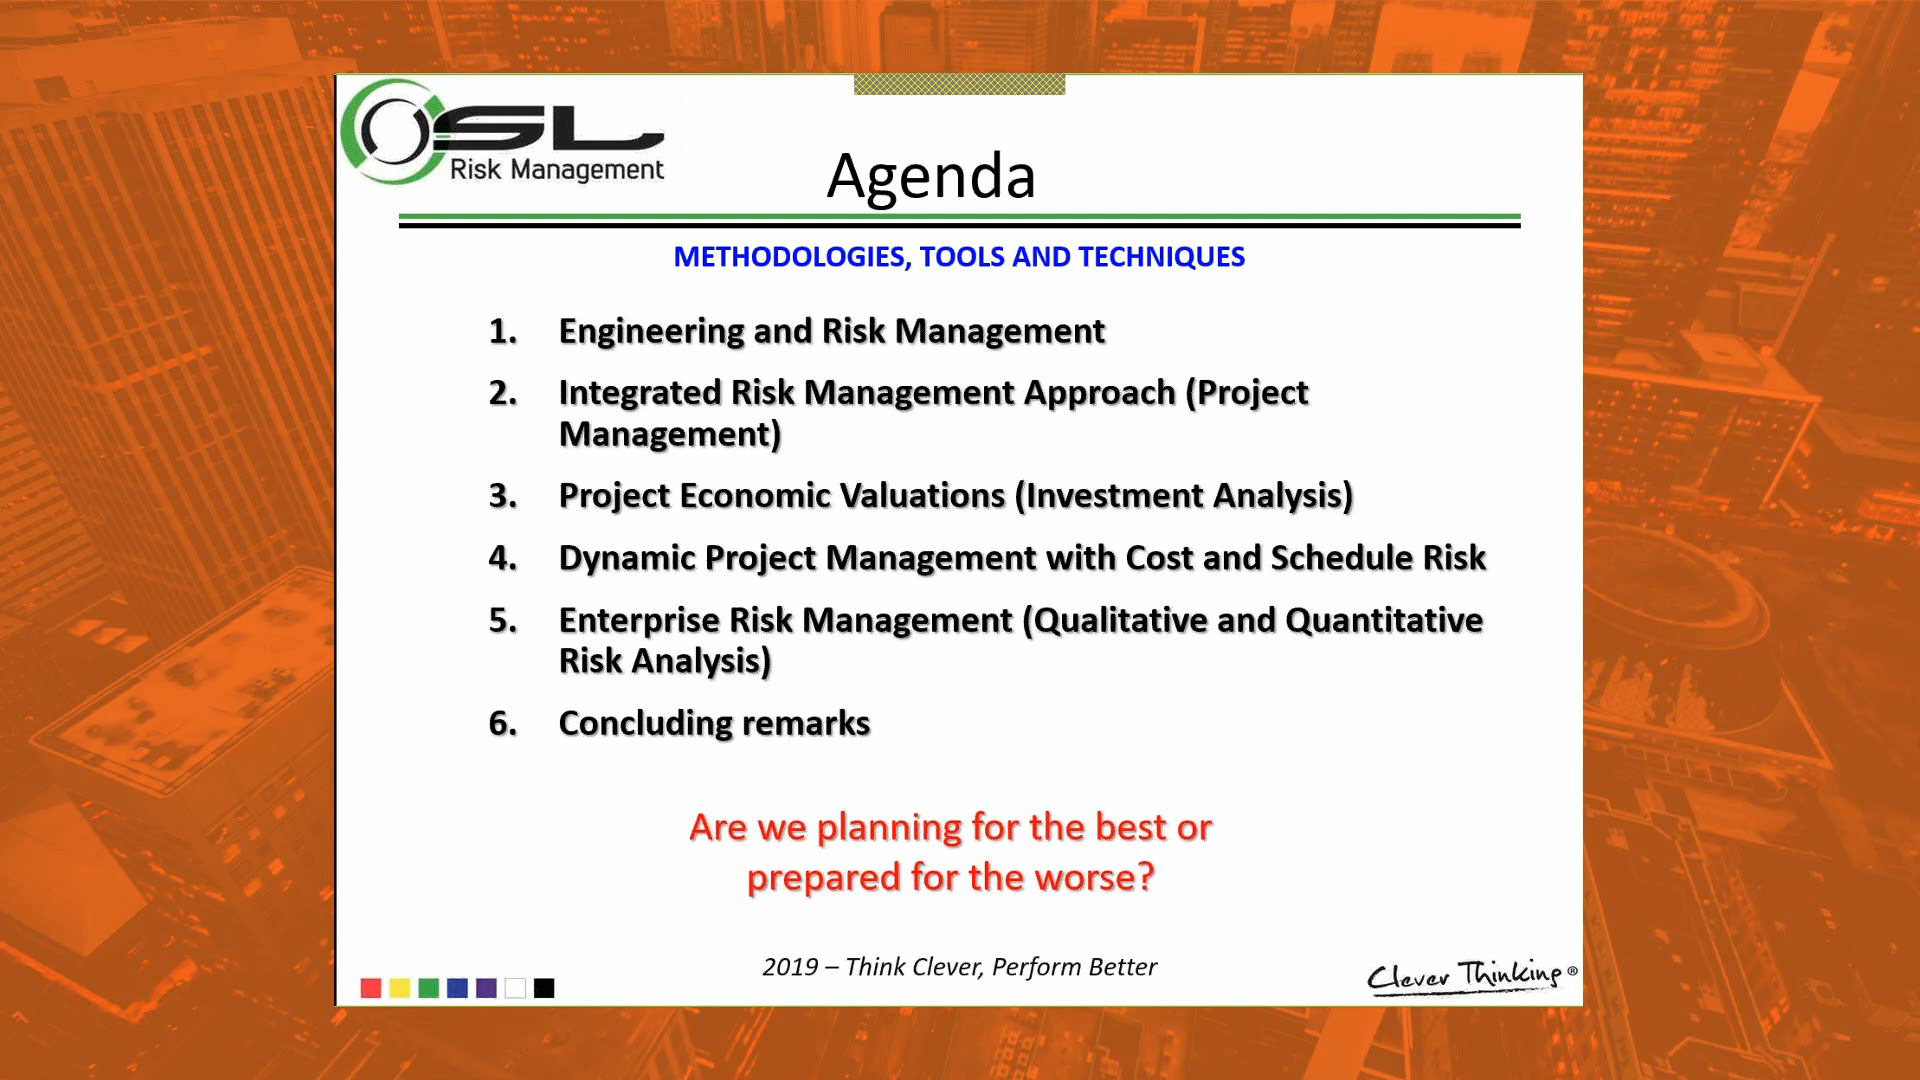 OSL
Risk Management
Agenda
METHODOLOGIES, TOOLS AND TECHNIQUES
1. Engineering and Risk Management
2. Integrated Risk Management Approach (Project
Management)
3. Project Economic Valuations (Investment Analysis)
4. Dynamic Project Management with Cost and Schedule Risk
5. Enterprise Risk Management (Qualitative and Quantitative
Risk Analysis)
6. Concluding remarks
Are we planning for the best or
prepared for the worse?
2019 – Think Clever, Perform Better
Clever Thinking®